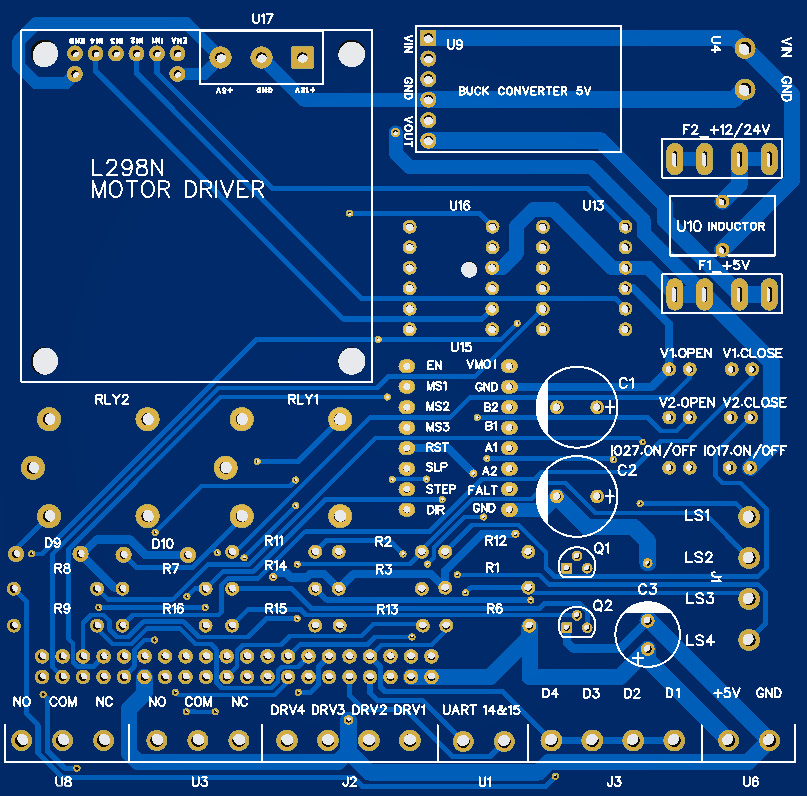 U17
ENB IN4 IN3 IN2 IN1 ENA
+5V GND +12V
L298N
MOTOR DRIVER
U9
VIN
GND
VOUT
BUCK CONVERTER 5V
U4
VIN
GND
F2_+12/24V
U10 INDUCTOR
F1_+5V
U16
U13
U15
EN VMOT
MS1 GND
MS2 B2
MS3 B1
RST A1
SLP A2
STEP FALT
DIR GND
C1
+
C2
+
V1.OPEN V1.CLOSE
V2.OPEN V2.CLOSE
IO27.ON/OFF IO17.ON/OFF
RLY2 RLY1
LS1
LS2
LS3
LS4
J1
D9 D10 R11 R2 R12 Q1
R8 R7 R14 R3 R1
C3
R9 R16 R15 R13 R6 Q2
+
NO COM NC NO COM NC
DRV4 DRV3 DRV2 DRV1 UART 14&15
D4 D3 D2 D1 +5V GND
U8 U3 J2 U1 J3 U6